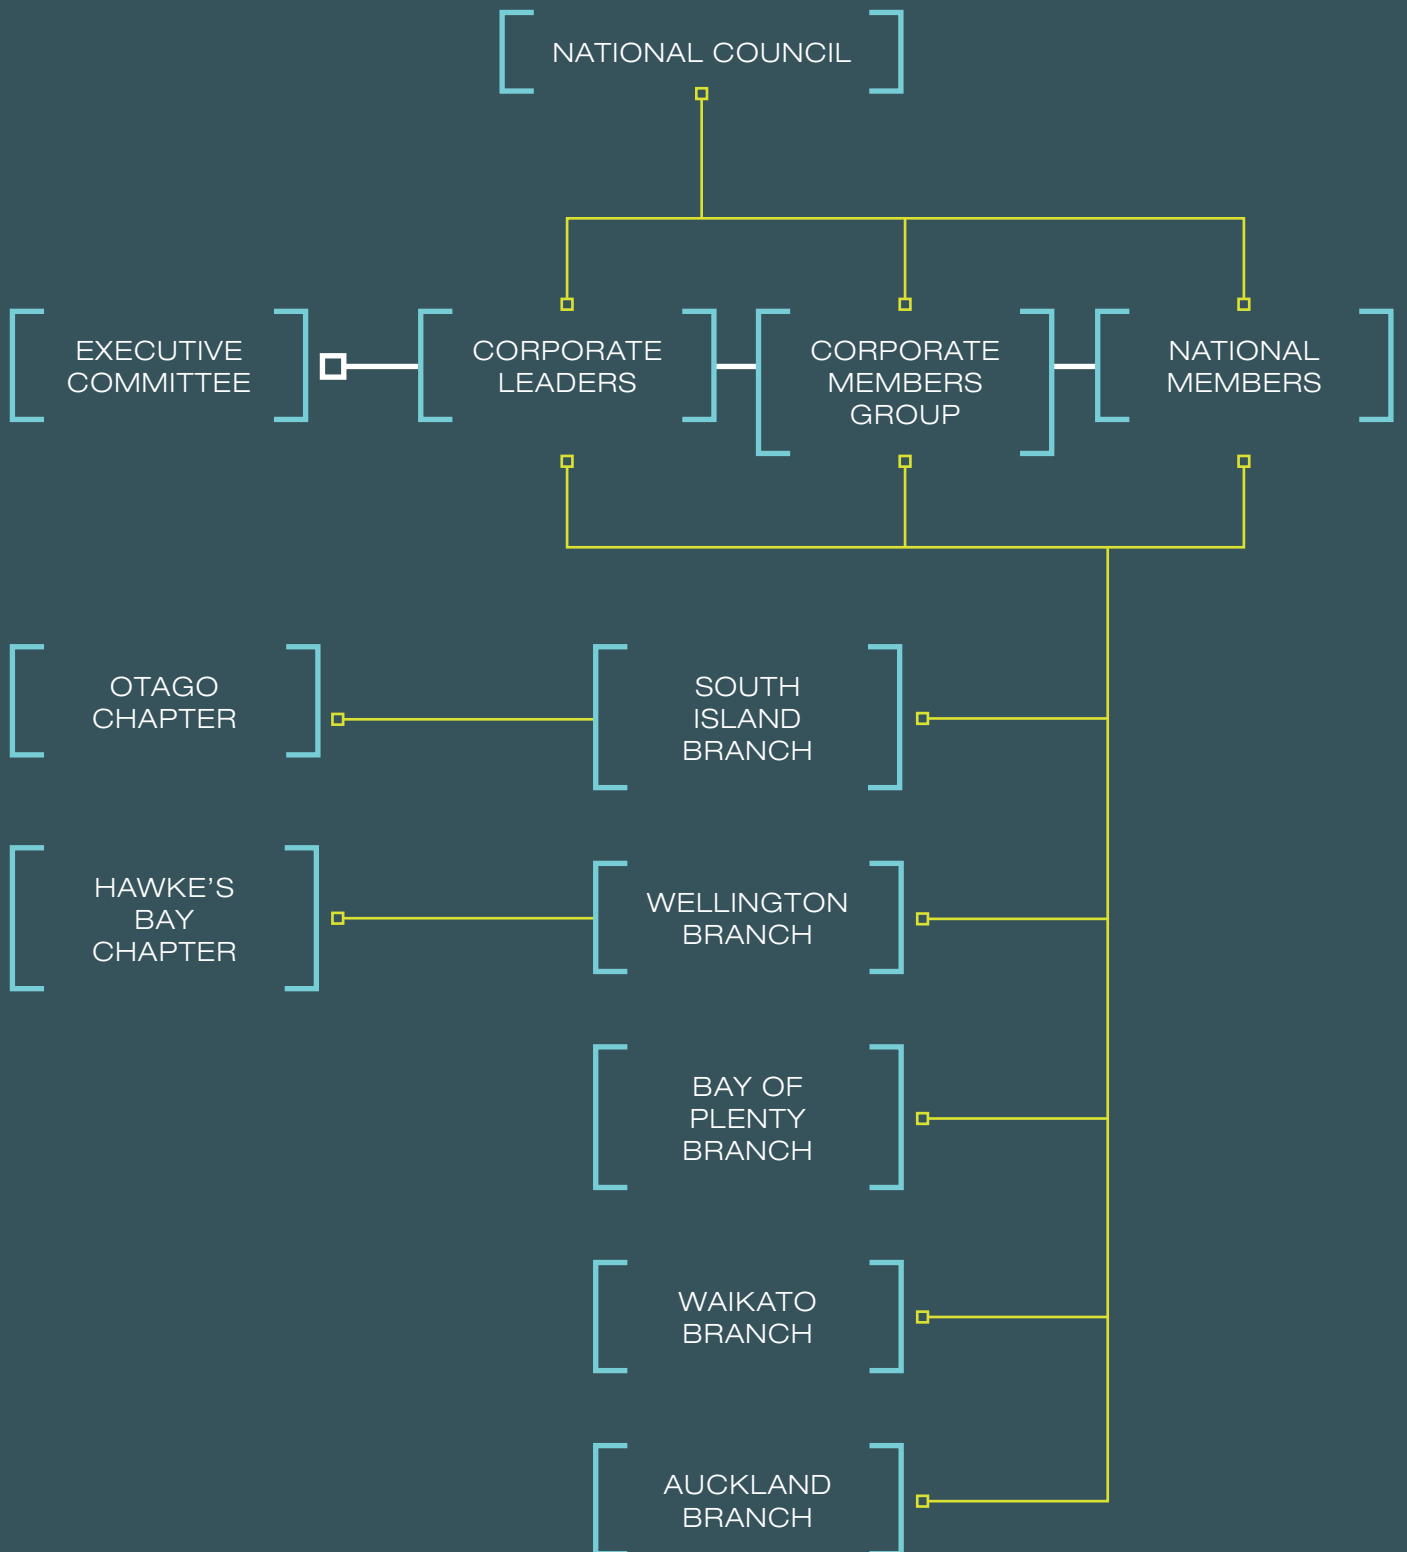 NATIONAL COUNCIL
EXECUTIVE
COMMITTEE
CORPORATE
LEADERS
CORPORATE
MEMBERS
GROUP
NATIONAL
MEMBERS
OTAGO
CHAPTER
SOUTH
ISLAND
BRANCH
HAWKE’S
BAY
CHAPTER
WELLINGTON
BRANCH
BAY OF
PLENTY
BRANCH
WAIKATO
BRANCH
AUCKLAND
BRANCH